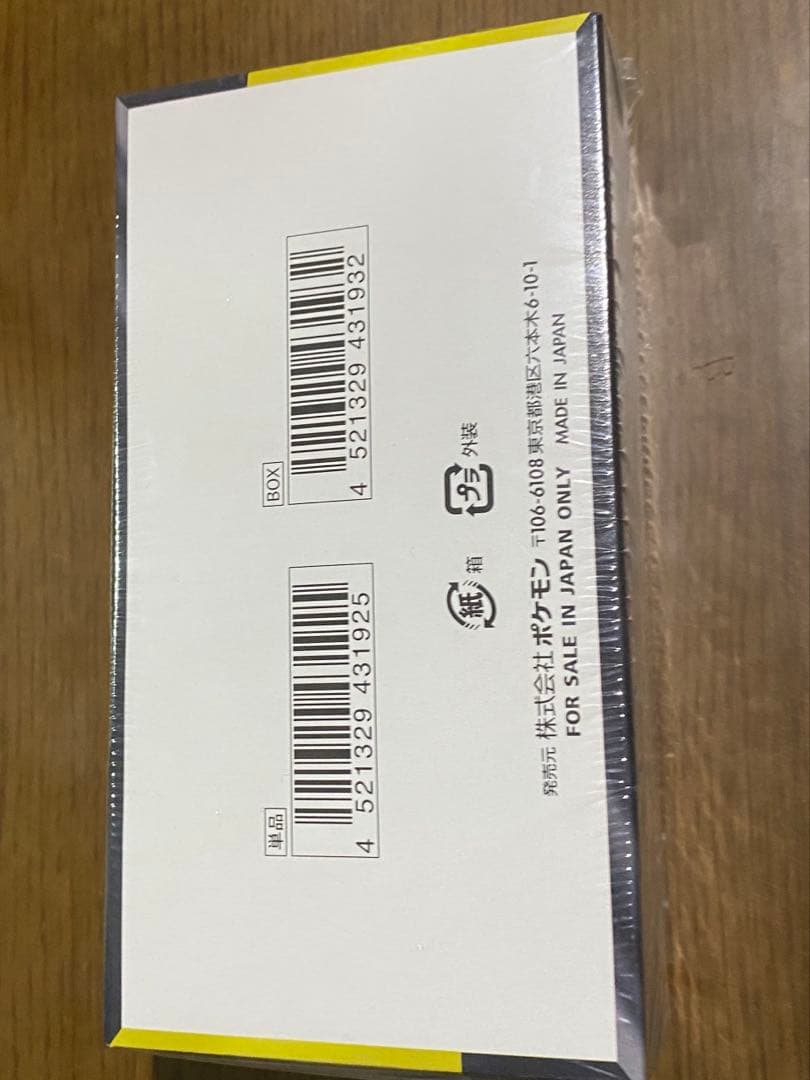 単品
4 521329 431925
BOX
4 521329 431932
紙 箱
プラ 外装
発売元 株式会社 ポケモン 〒106-6108 東京都港区六本木6-10-1
FOR SALE IN JAPAN ONLY MADE IN JAPAN